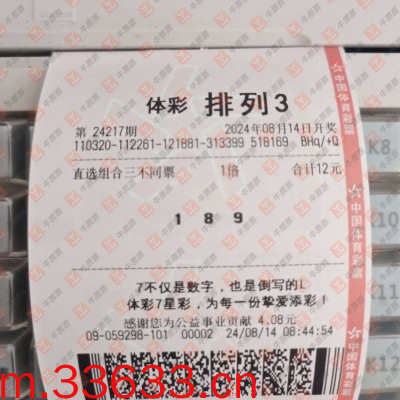 体彩 排列3
第 24217期 2024年08月14日开奖
110320-112261-121881-313399 518169 BHq/+Q
直选组合三不同票 1倍 合计12元
1 8 9
7不仅是数字，也是倒写的L
体彩7星彩，为每一份挚爱添彩！
感谢您为公益事业贡献 4.08元
09-059298-101 00002 24/08/14 08:44:54
中国体育彩票
K8
K10
K11
K12
m.33633.cn